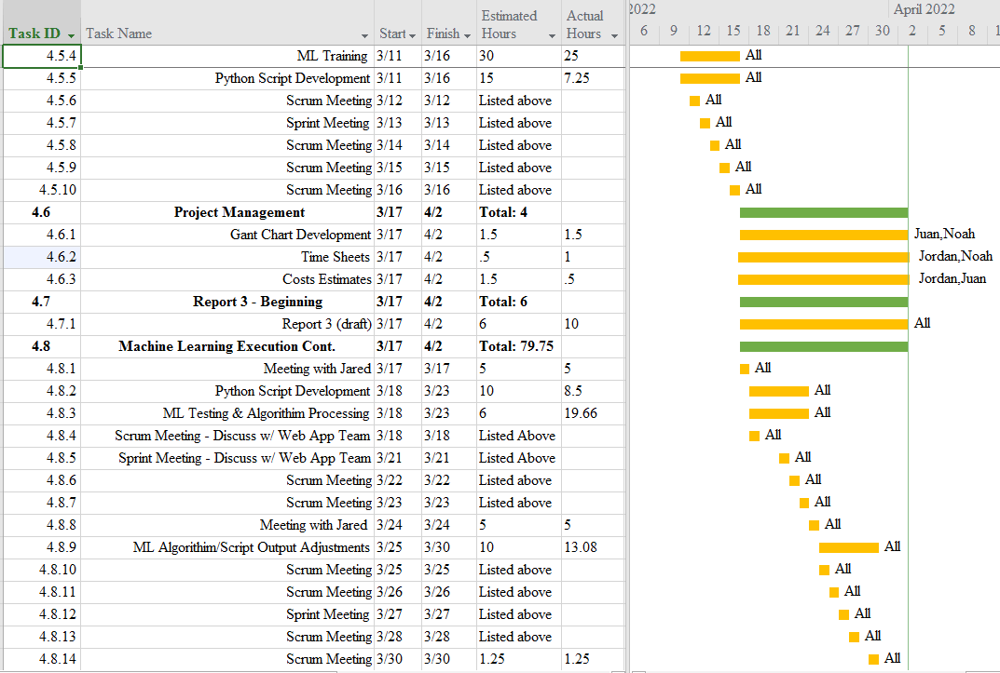 2022 April 2022
Task ID Task Name Start Finish Estimated Hours Actual Hours 6 9 12 15 18 21 24 27 30 2 5 8 1
4.5.4 ML Training 3/11 3/16 30 25 All
4.5.5 Python Script Development 3/11 3/16 15 7.25 All
4.5.6 Scrum Meeting 3/12 3/12 Listed above All
4.5.7 Sprint Meeting 3/13 3/13 Listed above All
4.5.8 Scrum Meeting 3/14 3/14 Listed above All
4.5.9 Scrum Meeting 3/15 3/15 Listed above All
4.5.10 Scrum Meeting 3/16 3/16 Listed above All
4.6 Project Management 3/17 4/2 Total: 4
4.6.1 Gant Chart Development 3/17 4/2 1.5 1.5 Juan,Noah
4.6.2 Time Sheets 3/17 4/2 .5 1 Jordan,Noah
4.6.3 Costs Estimates 3/17 4/2 1.5 .5 Jordan,Juan
4.7 Report 3 - Beginning 3/17 4/2 Total: 6
4.7.1 Report 3 (draft) 3/17 4/2 6 10 All
4.8 Machine Learning Execution Cont. 3/17 4/2 Total: 79.75
4.8.1 Meeting with Jared 3/17 3/17 5 5 All
4.8.2 Python Script Development 3/18 3/23 10 8.5 All
4.8.3 ML Testing & Algorithim Processing 3/18 3/23 6 19.66 All
4.8.4 Scrum Meeting - Discuss w/ Web App Team 3/18 3/18 Listed Above All
4.8.5 Sprint Meeting - Discuss w/ Web App Team 3/21 3/21 Listed Above All
4.8.6 Scrum Meeting 3/22 3/22 Listed above All
4.8.7 Scrum Meeting 3/23 3/23 Listed above All
4.8.8 Meeting with Jared 3/24 3/24 5 5 All
4.8.9 ML Algorithim/Script Output Adjustments 3/25 3/30 10 13.08 All
4.8.10 Scrum Meeting 3/25 3/25 Listed above All
4.8.11 Scrum Meeting 3/26 3/26 Listed above All
4.8.12 Sprint Meeting 3/27 3/27 Listed above All
4.8.13 Scrum Meeting 3/28 3/28 Listed above All
4.8.14 Scrum Meeting 3/30 3/30 1.25 1.25 All